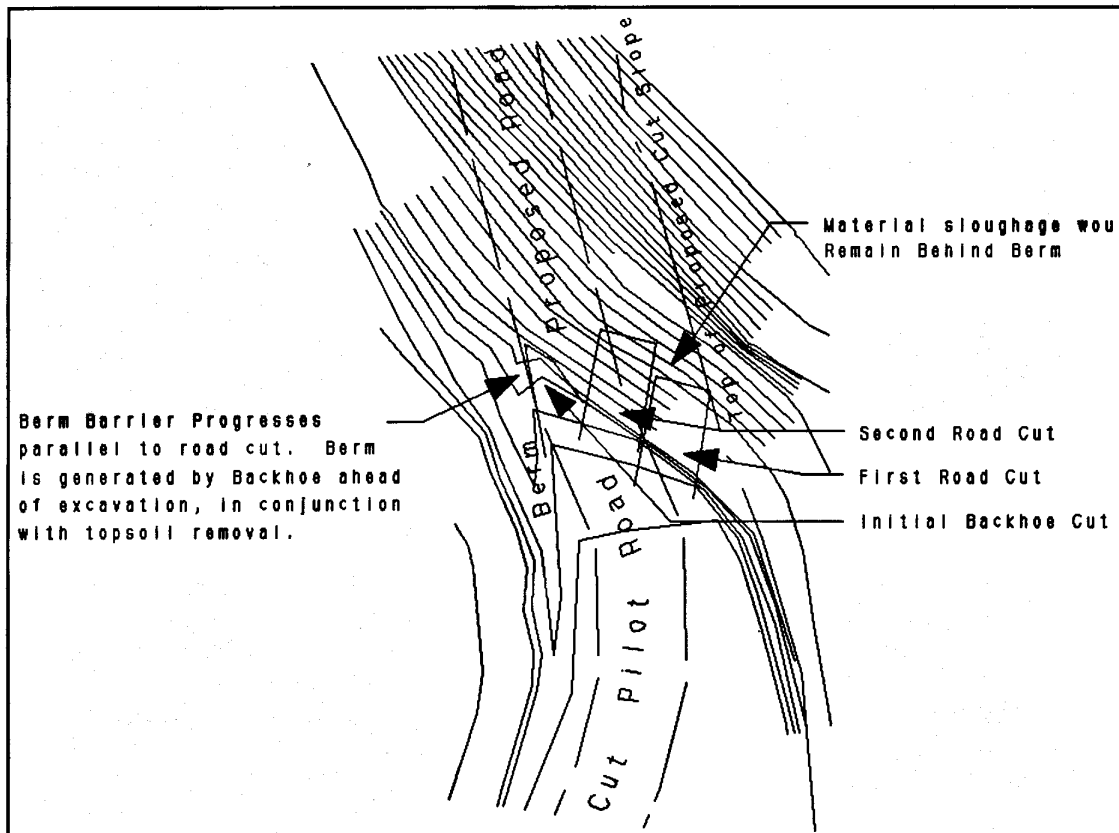 Proposed Road
Top of Proposed Cut Slope
Material sloughage wou
Remain Behind Berm
Berm Barrier Progresses
parallel to road cut. Berm
is generated by Backhoe ahead
of excavation, in conjunction
with topsoil removal.
Second Road Cut
First Road Cut
Initial Backhoe Cut
Berm
Cut Pilot Road